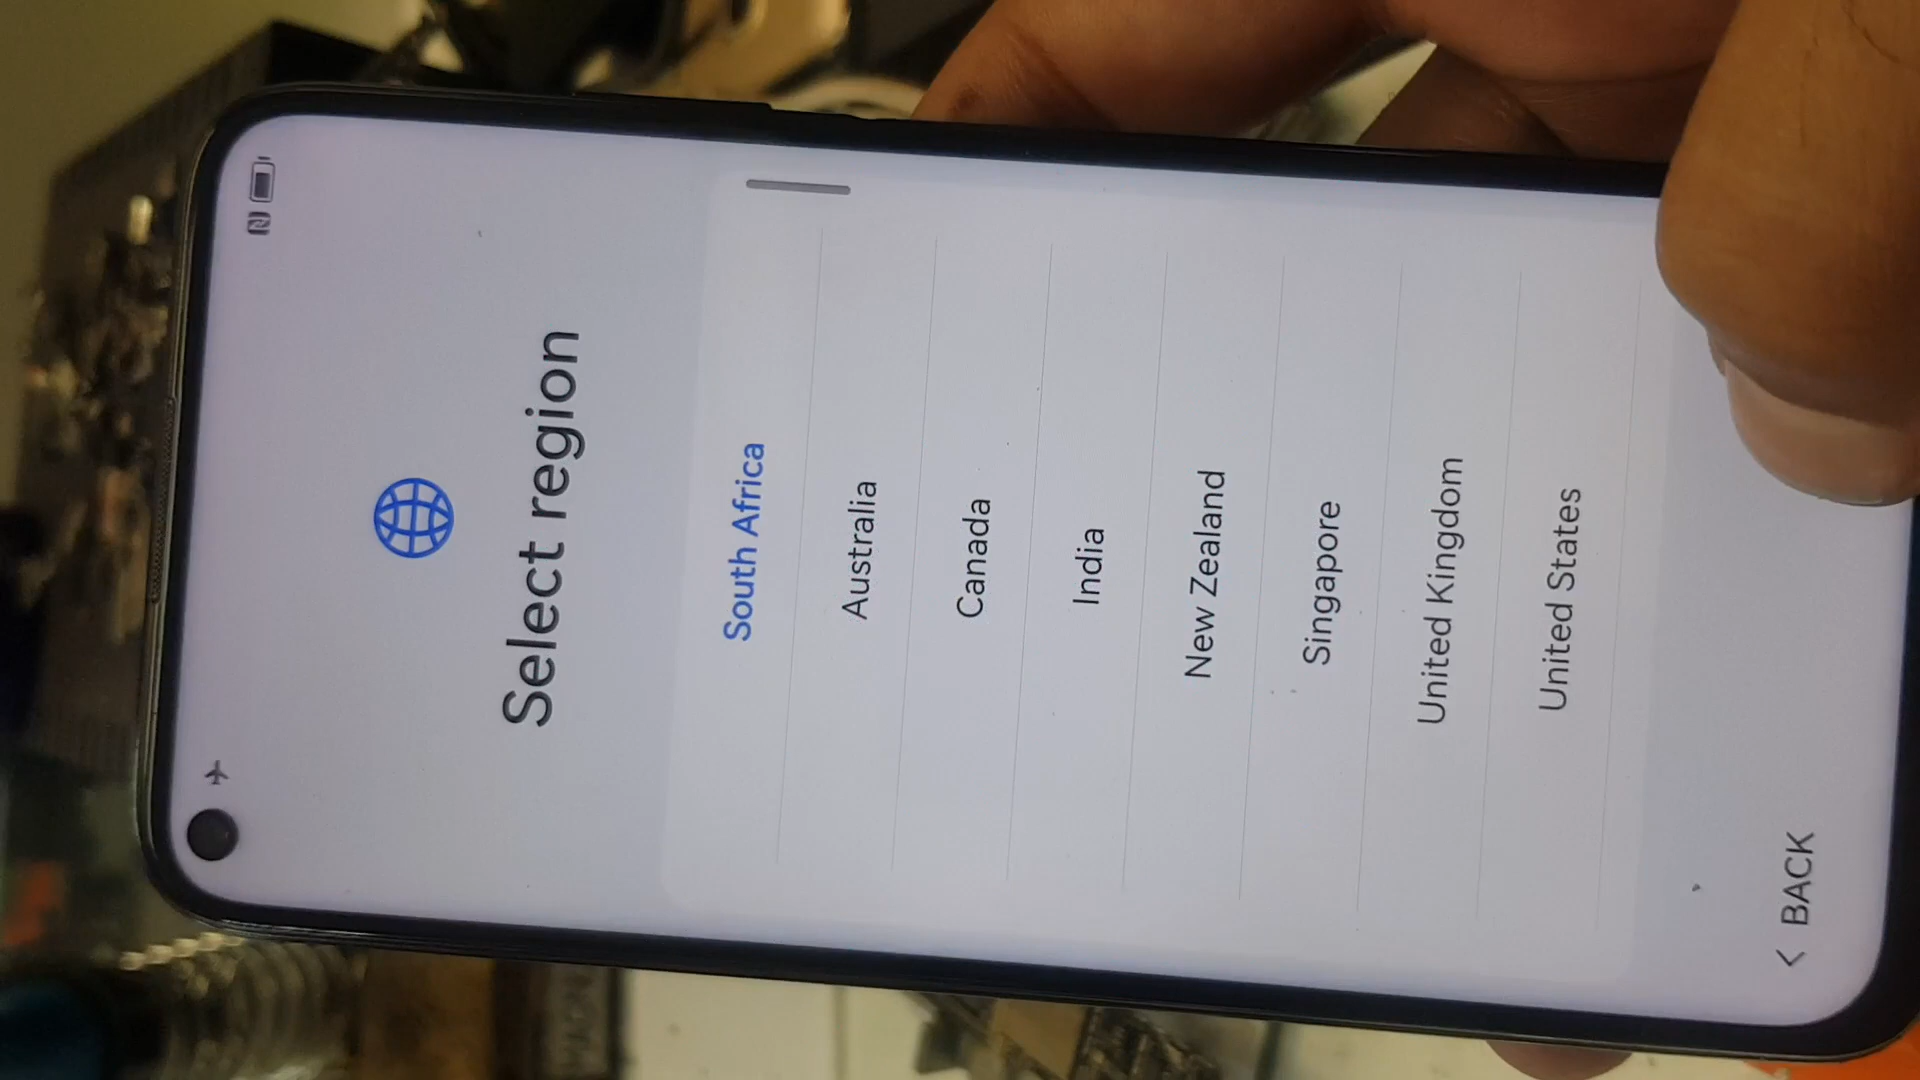 Select region
South Africa
Australia
Canada
India
New Zealand
Singapore
United Kingdom
United States
< BACK